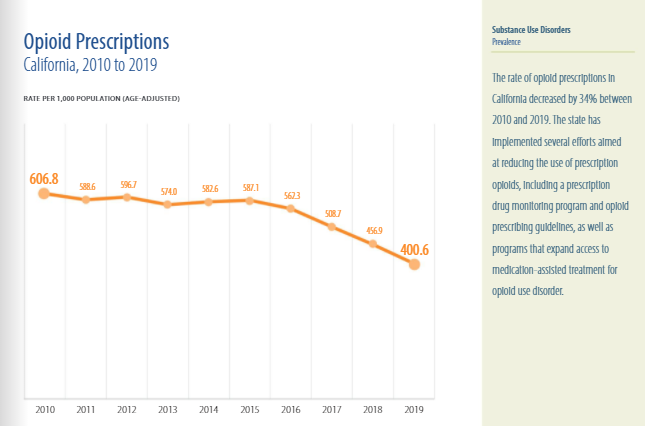 Opioid Prescriptions
California, 2010 to 2019
RATE PER 1,000 POPULATION (AGE-ADJUSTED)
606.8
588.6
596.7
574.0
582.6
587.1
562.3
508.7
456.9
400.6
2010 2011 2012 2013 2014 2015 2016 2017 2018 2019
Substance Use Disorders
Prevalence
The rate of opioid prescriptions in
California decreased by 34% between
2010 and 2019. The state has
implemented several efforts aimed
at reducing the use of prescription
opioids, including a prescription
drug monitoring program and opioid
prescribing guidelines, as well as
programs that expand access to
medication-assisted treatment for
opioid use disorder.